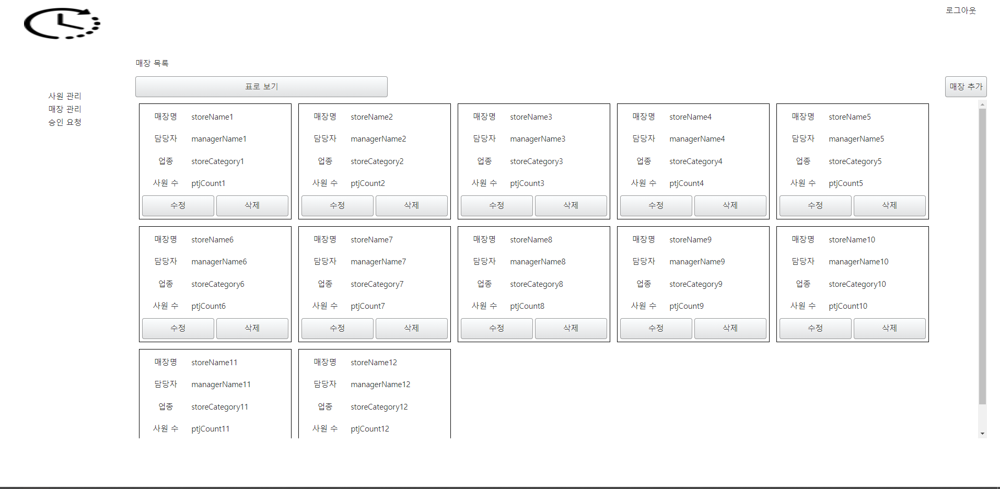 로그아웃
매장 목록
표로 보기 매장 추가
사원 관리
매장 관리
승인 요청
매장명 storeName1 매장명 storeName2 매장명 storeName3 매장명 storeName4 매장명 storeName5
담당자 managerName1 담당자 managerName2 담당자 managerName3 담당자 managerName4 담당자 managerName5
업종 storeCategory1 업종 storeCategory2 업종 storeCategory3 업종 storeCategory4 업종 storeCategory5
사원 수 ptjCount1 사원 수 ptjCount2 사원 수 ptjCount3 사원 수 ptjCount4 사원 수 ptjCount5
수정 삭제 수정 삭제 수정 삭제 수정 삭제 수정 삭제
매장명 storeName6 매장명 storeName7 매장명 storeName8 매장명 storeName9 매장명 storeName10
담당자 managerName6 담당자 managerName7 담당자 managerName8 담당자 managerName9 담당자 managerName10
업종 storeCategory6 업종 storeCategory7 업종 storeCategory8 업종 storeCategory9 업종 storeCategory10
사원 수 ptjCount6 사원 수 ptjCount7 사원 수 ptjCount8 사원 수 ptjCount9 사원 수 ptjCount10
수정 삭제 수정 삭제 수정 삭제 수정 삭제 수정 삭제
매장명 storeName11 매장명 storeName12
담당자 managerName11 담당자 managerName12
업종 storeCategory11 업종 storeCategory12
사원 수 ptjCount11 사원 수 ptjCount12